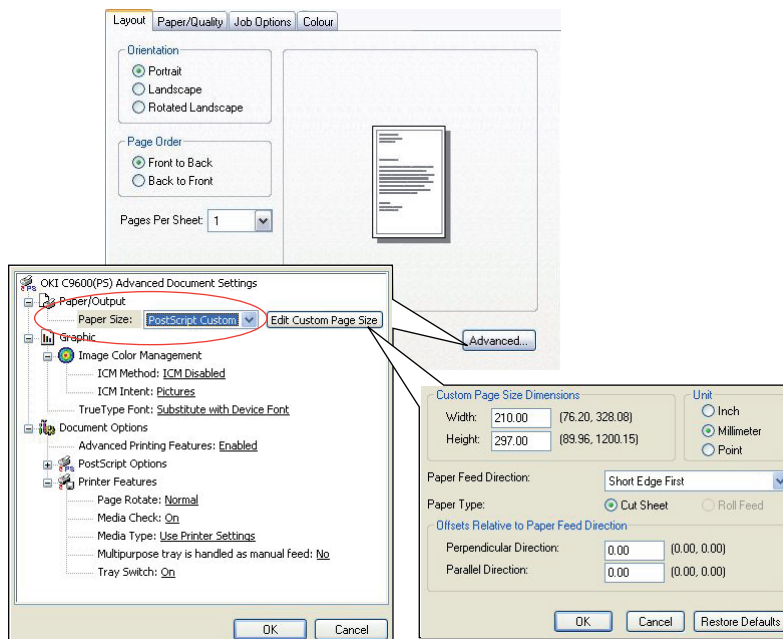 Layout Paper/Quality Job Options Colour
Orientation
Portrait
Landscape
Rotated Landscape
Page Order
Front to Back
Back to Front
Pages Per Sheet: 1
Advanced...
OKI C9600(PS) Advanced Document Settings
Paper/Output
Paper Size: PostScript Custom Edit Custom Page Size
Graphic
Image Color Management
ICM Method: ICM Disabled
ICM Intent: Pictures
TrueType Font: Substitute with Device Font
Document Options
Advanced Printing Features: Enabled
PostScript Options
Printer Features
Page Rotate: Normal
Media Check: On
Media Type: Use Printer Settings
Multipurpose tray is handled as manual feed: No
Tray Switch: On
OK Cancel
Custom Page Size Dimensions
Width: 210.00 (76.20, 328.08)
Height: 297.00 (89.96, 1200.15)
Unit
Inch
Millimeter
Point
Paper Feed Direction: Short Edge First
Paper Type: Cut Sheet Roll Feed
Offsets Relative to Paper Feed Direction
Perpendicular Direction: 0.00 (0.00, 0.00)
Parallel Direction: 0.00 (0.00, 0.00)
OK Cancel Restore Defaults